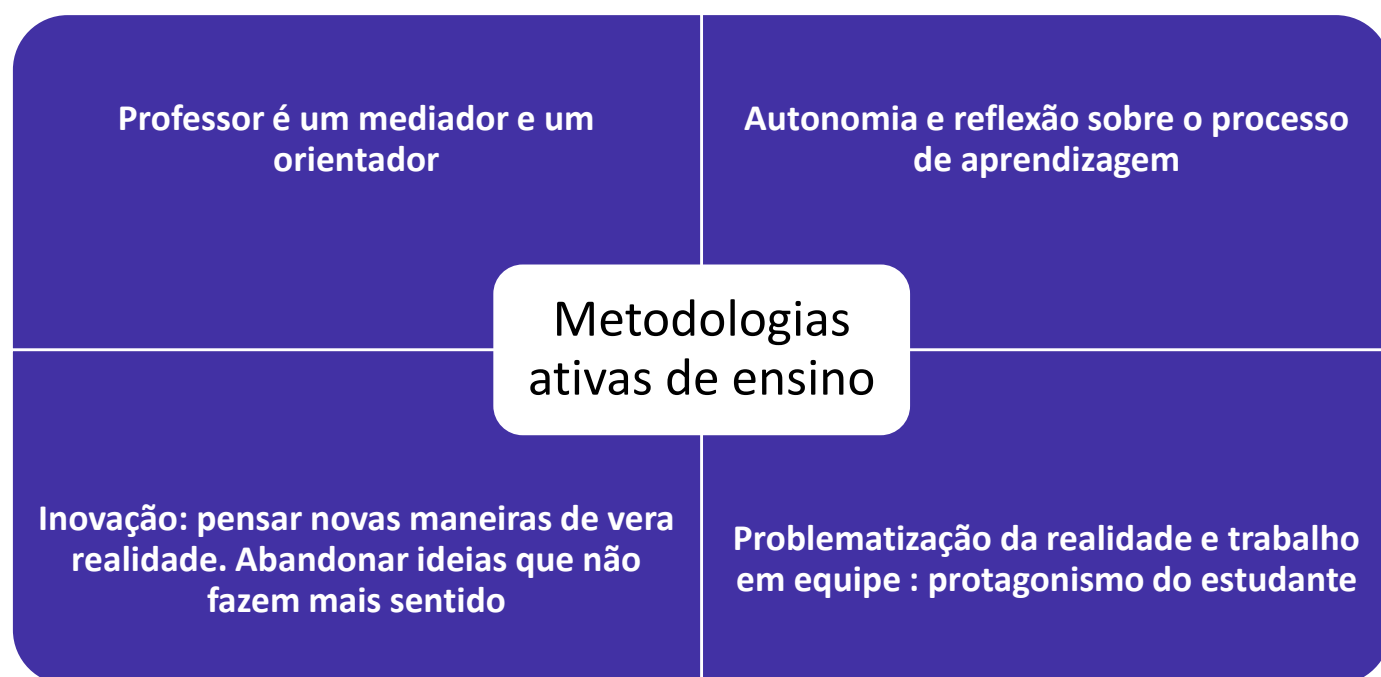 Professor é um mediador e um
orientador
Autonomia e reflexão sobre o processo
de aprendizagem
Metodologias
ativas de ensino
Inovação: pensar novas maneiras de vera
realidade. Abandonar ideias que não
fazem mais sentido
Problematização da realidade e trabalho
em equipe : protagonismo do estudante